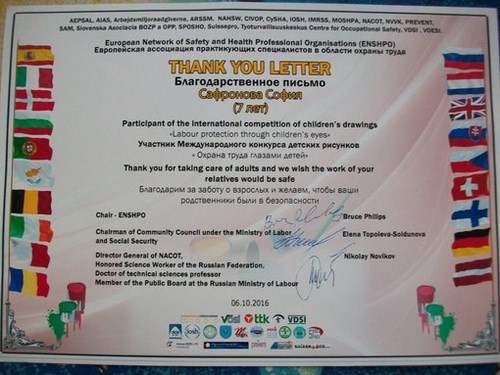 AEPSAL, AIAS, Arbejdsmiljoraadgiverne, ARSSM, NAHSW, CIVOP, CySHA, IOSH, IMRSS, MOSHPA, NACOT, NVVK, PREVENT,
SAM, Slovenska Asociacia BOZP a OPP, SPOSHO, Suissepro, Tyoturvallisuuskeskus Centre for Occupational Safety, VDSI, VOESI.
European Network of Safety and Health Professional Organisations (ENSHPO)
Европейская ассоциация практикующих специалистов в области охраны труда
THANK YOU LETTER
Благодарственное письмо
Сафронова София
(7 лет)
Participant of the international competition of children's drawings
«Labour protection through children's eyes»
Участник Международного конкурса детских рисунков
« Охрана труда глазами детей»
Thank you for taking care of adults and we wish the work of your
relatives would be safe
Благодарим за заботу о взрослых и желаем, чтобы ваши
родственники были в безопасности
Chair - ENSHPO
Bruce Philips
Chairman of Community Council under the Ministry of Labor
and Social Security
Elena Topoleva-Soldunova
Director General of NACOT,
Honored Science Worker of the Russian Federation,
Doctor of technical sciences professor
Member of the Public Board at the Russian Ministry of Labour
Nikolay Novikov
06.10.2016
ttk
VDSI
iosh
prevent
suissepro